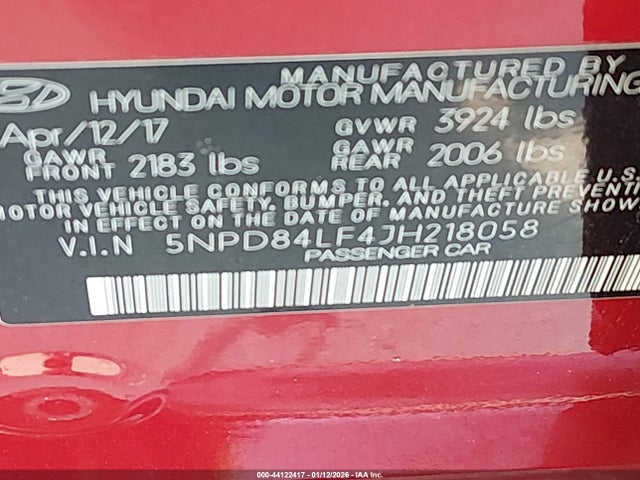 MANUFACTURED BY
HYUNDAI MOTOR MANUFACTURING
Apr/12/17 GVWR 3924 lbs
GAWR FRONT 2183 lbs GAWR REAR 2006 lbs
THIS VEHICLE CONFORMS TO ALL APPLICABLE U.S.
MOTOR VEHICLE SAFETY, BUMPER, AND THEFT PREVENTI
IN EFFECT ON THE DATE OF MANUFACTURE SHOW
V.I.N 5NPD84LF4JH218058
PASSENGER CAR
000-44122417 - 01/12/2026 - IAA Inc.